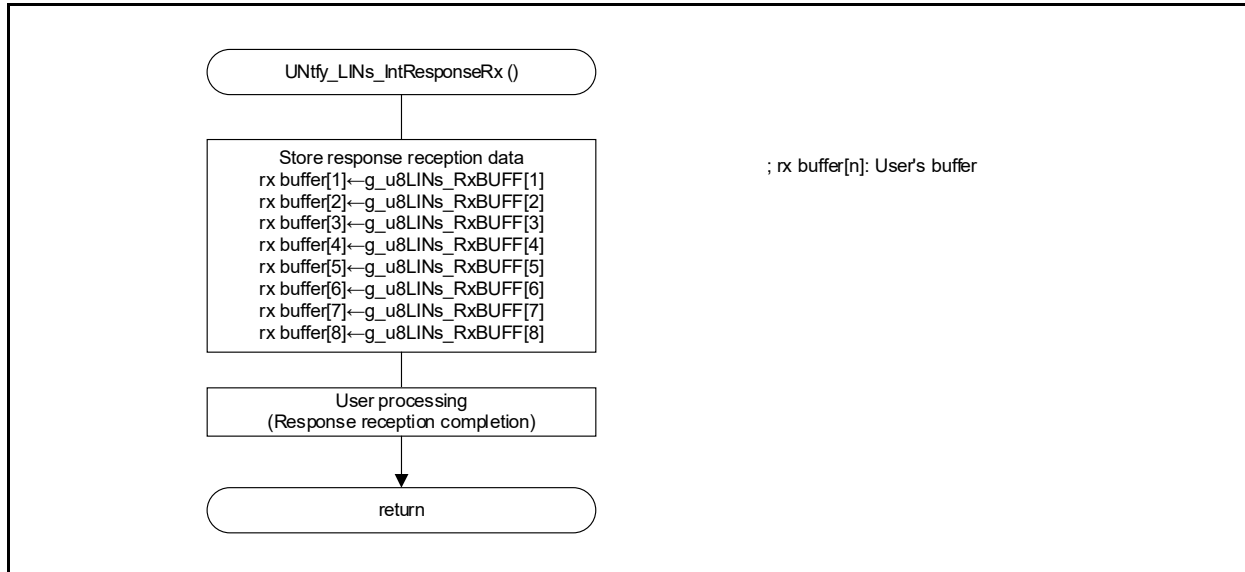 UNtfy_LINs_IntResponseRx ()
Store response reception data
rx buffer[1]←g_u8LINs_RxBUFF[1]
rx buffer[2]←g_u8LINs_RxBUFF[2]
rx buffer[3]←g_u8LINs_RxBUFF[3]
rx buffer[4]←g_u8LINs_RxBUFF[4]
rx buffer[5]←g_u8LINs_RxBUFF[5]
rx buffer[6]←g_u8LINs_RxBUFF[6]
rx buffer[7]←g_u8LINs_RxBUFF[7]
rx buffer[8]←g_u8LINs_RxBUFF[8]
; rx buffer[n]: User's buffer
User processing
(Response reception completion)
return